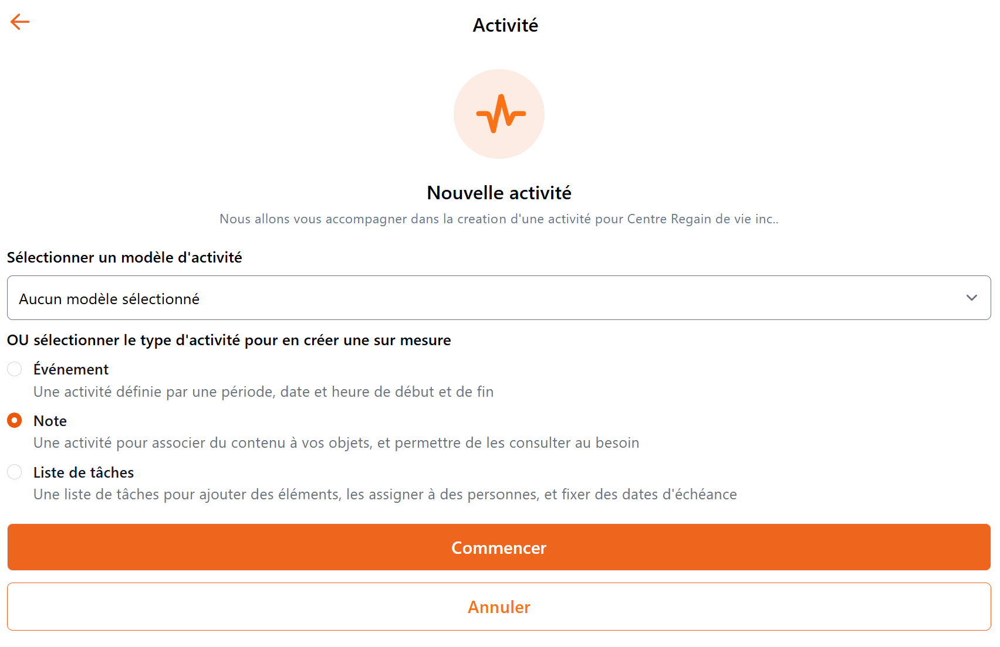 Activité
Nouvelle activité
Nous allons vous accompagner dans la creation d'une activité pour Centre Regain de vie inc..
Sélectionner un modèle d'activité
Aucun modèle sélectionné
OU sélectionner le type d'activité pour en créer une sur mesure
Événement
Une activité définie par une période, date et heure de début et de fin
Note
Une activité pour associer du contenu à vos objets, et permettre de les consulter au besoin
Liste de tâches
Une liste de tâches pour ajouter des éléments, les assigner à des personnes, et fixer des dates d'échéance
Commencer
Annuler